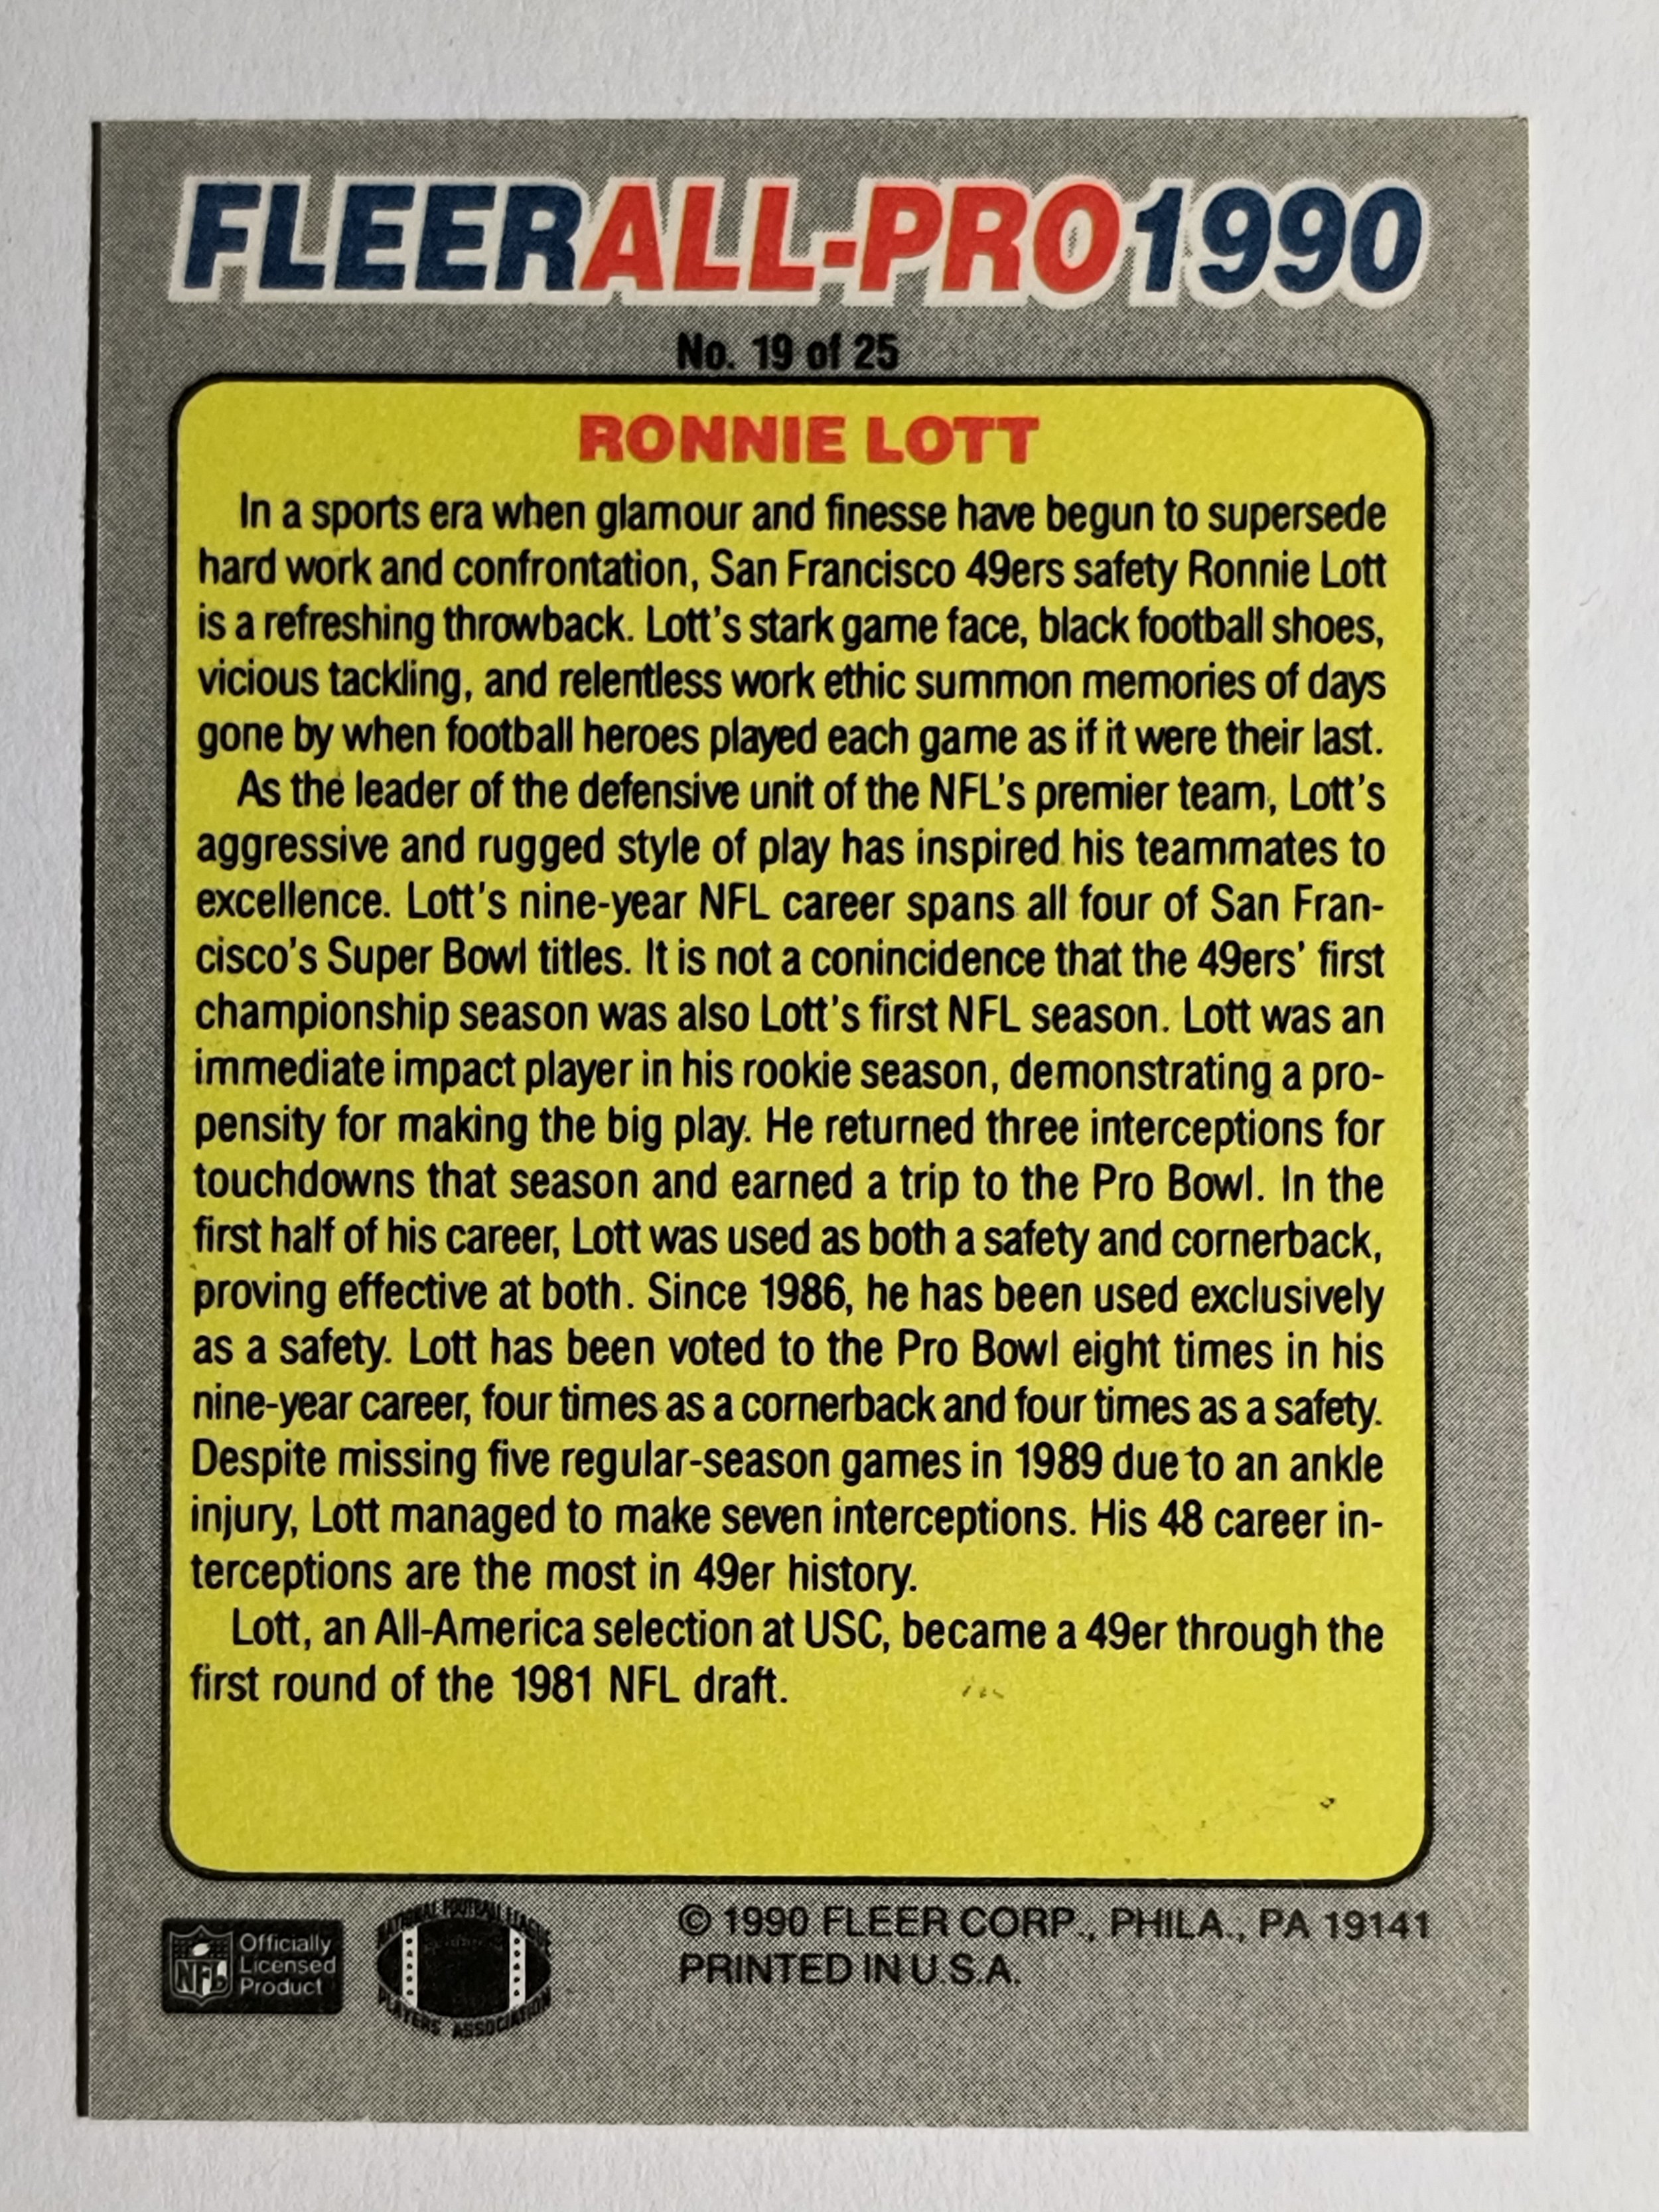 FLEER ALL-PRO 1990
No. 19 of 25
RONNIE LOTT
In a sports era when glamour and finesse have begun to supersede
hard work and confrontation, San Francisco 49ers safety Ronnie Lott
is a refreshing throwback. Lott's stark game face, black football shoes,
vicious tackling, and relentless work ethic summon memories of days
gone by when football heroes played each game as if it were their last.
As the leader of the defensive unit of the NFL's premier team, Lott's
aggressive and rugged style of play has inspired his teammates to
excellence. Lott's nine-year NFL career spans all four of San Fran-
cisco's Super Bowl titles. It is not a conincidence that the 49ers' first
championship season was also Lott's first NFL season. Lott was an
immediate impact player in his rookie season, demonstrating a pro-
pensity for making the big play. He returned three interceptions for
touchdowns that season and earned a trip to the Pro Bowl. In the
first half of his career, Lott was used as both a safety and cornerback,
proving effective at both. Since 1986, he has been used exclusively
as a safety. Lott has been voted to the Pro Bowl eight times in his
nine-year career, four times as a cornerback and four times as a safety.
Despite missing five regular-season games in 1989 due to an ankle
injury, Lott managed to make seven interceptions. His 48 career in-
terceptions are the most in 49er history.
Lott, an All-America selection at USC, became a 49er through the
first round of the 1981 NFL draft.
NFL
Officially
Licensed
Product
NATIONAL FOOTBALL LEAGUE
PLAYERS ASSOCIATION
© 1990 FLEER CORP., PHILA., PA 19141
PRINTED IN U.S.A.